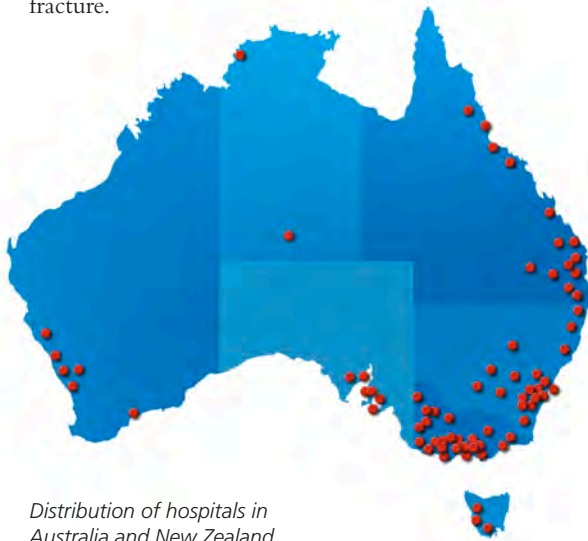 fracture.
Distribution of hospitals in
Australia and New Zealand